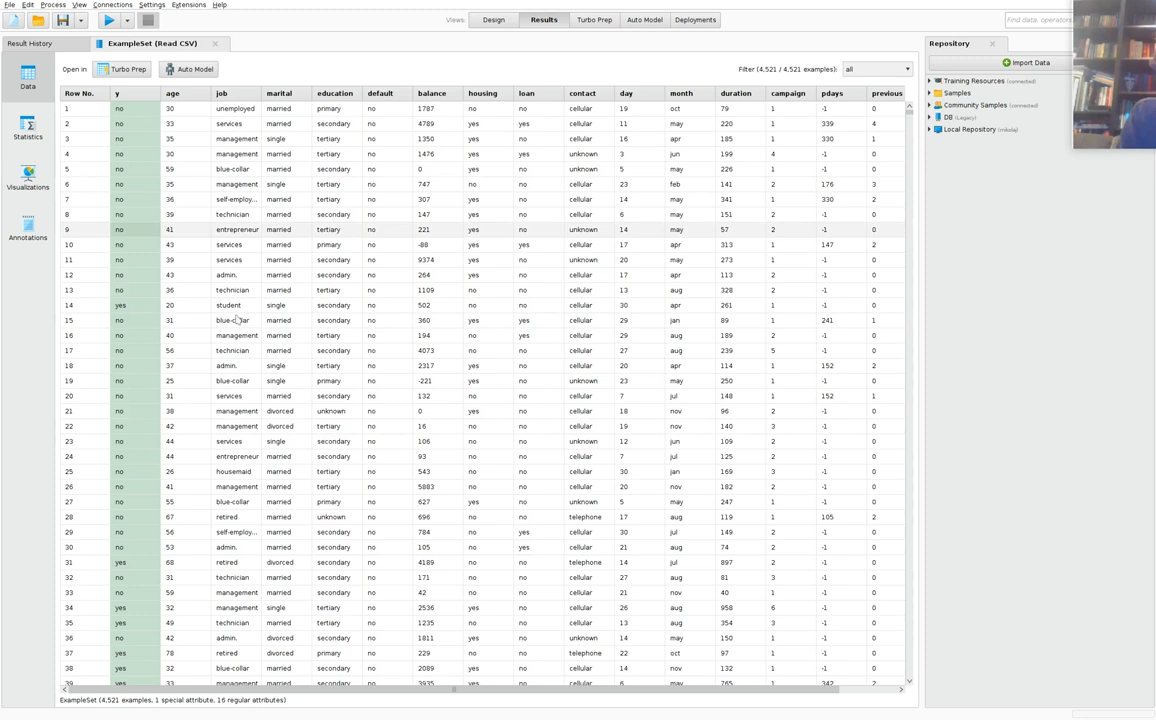 File Edit Process View Connections Settings Extensions Help
Views: Design Results Turbo Prep Auto Model Deployments Find data, operators
Result History ExampleSet (Read CSV) Repository
Open in Turbo Prep Auto Model Filter (4,521 / 4,521 examples): all
Import Data
Training Resources (connected)
Samples
Community Samples (connected)
DB (Legacy)
Local Repository
Data
Statistics
Visualizations
Annotations
Row No. y age job marital education default balance housing loan contact day month duration campaign pdays previous
1 no 30 unemployed married primary no 1787 no no cellular 19 oct 79 1 -1 0
2 no 33 services married secondary no 4789 yes yes cellular 11 may 220 1 339 4
3 no 35 management single tertiary no 1350 yes no cellular 16 apr 185 1 330 1
4 no 30 management married tertiary no 1476 yes yes unknown 3 jun 199 4 -1 0
5 no 59 blue-collar married secondary no 0 yes no unknown 5 may 226 1 -1 0
6 no 35 management single tertiary no 747 no no cellular 23 feb 141 2 176 3
7 no 36 self-employ... married tertiary no 307 yes no cellular 14 may 341 1 330 2
8 no 39 technician married secondary no 147 yes no cellular 6 may 151 2 -1 0
9 no 41 entrepreneur married tertiary no 221 yes no unknown 14 may 57 2 -1 0
10 no 43 services married primary no -88 yes yes cellular 17 apr 313 1 147 2
11 no 39 services married secondary no 9374 yes no unknown 20 may 273 1 -1 0
12 no 43 admin. married secondary no 264 yes no cellular 17 apr 113 2 -1 0
13 no 36 technician married tertiary no 1109 no no cellular 13 aug 328 2 -1 0
14 yes 20 student single secondary no 502 no no cellular 30 apr 261 1 -1 0
15 no 31 blue-collar married secondary no 360 yes yes cellular 29 jan 89 1 241 1
16 no 40 management married tertiary no 194 no yes cellular 29 aug 189 2 -1 0
17 no 56 technician married secondary no 4073 no no cellular 27 aug 239 5 -1 0
18 no 37 admin. single tertiary no 2317 yes no cellular 20 apr 114 1 152 2
19 no 25 blue-collar single primary no -221 yes no unknown 23 may 250 1 -1 0
20 no 31 services married secondary no 132 no no cellular 7 jul 148 1 152 1
21 no 38 management divorced unknown no 0 yes no cellular 18 nov 96 2 -1 0
22 no 42 management divorced tertiary no 16 no no cellular 19 nov 140 3 -1 0
23 no 44 services single secondary no 106 no no unknown 12 jun 109 2 -1 0
24 no 44 entrepreneur married secondary no 93 no no cellular 7 jul 125 2 -1 0
25 no 26 housemaid married tertiary no 543 no no cellular 30 jan 169 3 -1 0
26 no 41 management married tertiary no 5883 no no cellular 20 nov 182 2 -1 0
27 no 55 blue-collar married primary no 627 yes no unknown 5 may 247 1 -1 0
28 no 67 retired married unknown no 696 no no telephone 17 aug 119 1 105 2
29 no 56 self-employ... married secondary no 784 no yes cellular 30 jul 149 2 -1 0
30 no 53 admin. married secondary no 105 no yes cellular 21 aug 74 2 -1 0
31 yes 68 retired divorced secondary no 4189 no no telephone 14 jul 897 2 -1 0
32 no 31 technician married secondary no 171 no no cellular 27 aug 81 3 -1 0
33 no 59 management married secondary no 42 no no cellular 21 nov 40 1 -1 0
34 yes 32 management single tertiary no 2536 yes no cellular 26 aug 958 6 -1 0
35 yes 49 technician married tertiary no 1235 no no cellular 13 aug 354 3 -1 0
36 no 42 admin. divorced secondary no 1811 yes no unknown 14 may 150 1 -1 0
37 yes 78 retired divorced primary no 229 no no telephone 22 oct 97 1 -1 0
38 yes 32 blue-collar married secondary no 2089 yes no cellular 14 nov 132 1 -1 0
39 yes 33 married secondary no 3935 yes no cellular 6 may 765 1 342 2
ExampleSet (4,521 examples, 1 special attribute, 16 regular attributes)